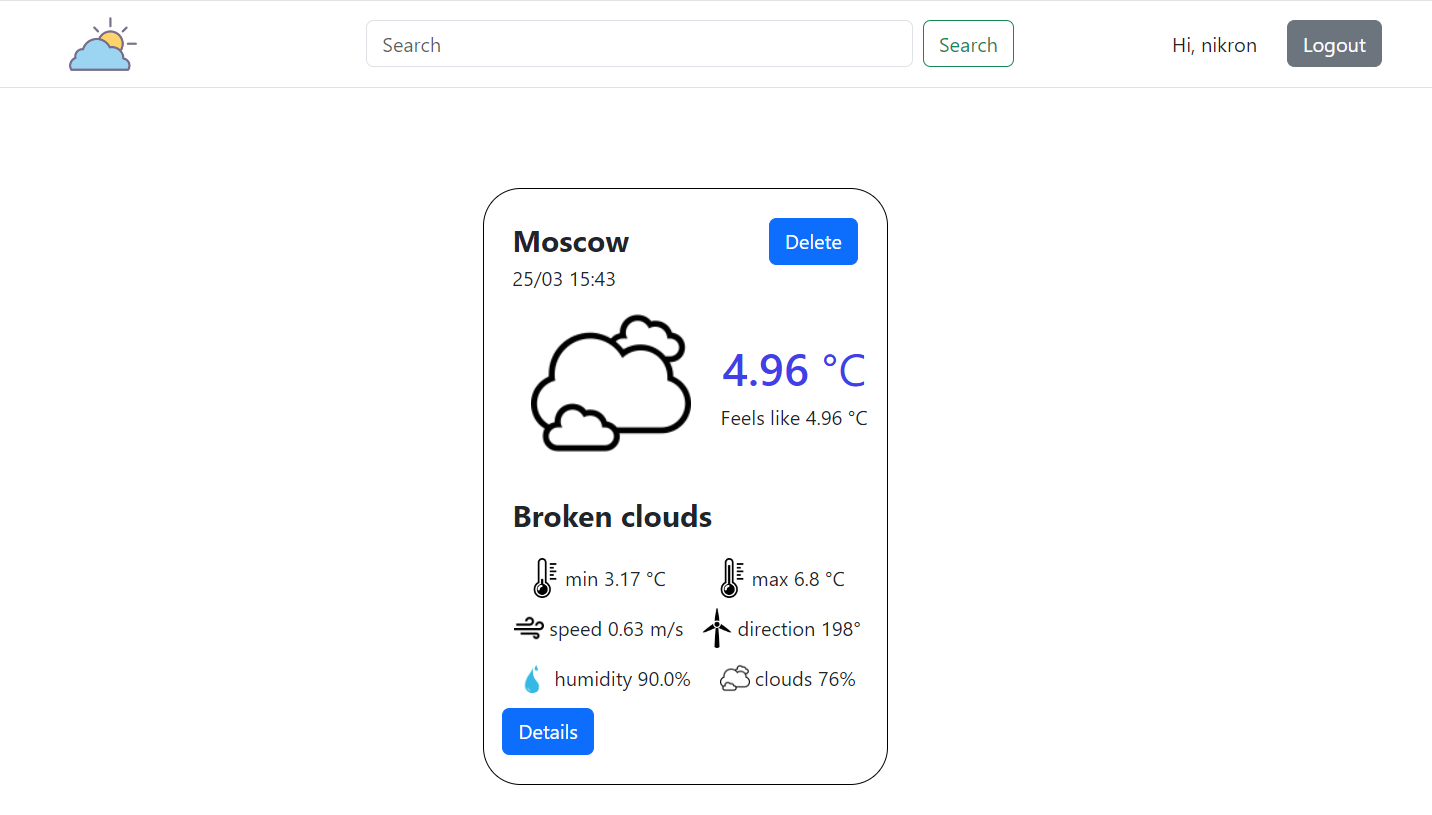 Search Search Hi, nikron Logout
Moscow Delete
25/03 15:43
4.96 °C
Feels like 4.96 °C
Broken clouds
min 3.17 °C max 6.8 °C
speed 0.63 m/s direction 198°
humidity 90.0% clouds 76%
Details